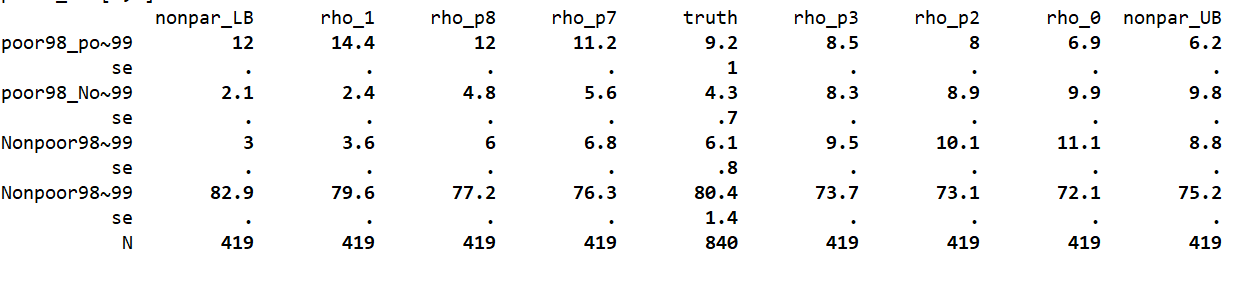 nonpar_LB rho_1 rho_p8 rho_p7 truth rho_p3 rho_p2 rho_0 nonpar_UB
poor98_po~99 12 14.4 12 11.2 9.2 8.5 8 6.9 6.2
se . . . . 1 . . . .
poor98_No~99 2.1 2.4 4.8 5.6 4.3 8.3 8.9 9.9 9.8
se . . . . .7 . . . .
Nonpoor98~99 3 3.6 6 6.8 6.1 9.5 10.1 11.1 8.8
se . . . . .8 . . . .
Nonpoor98~99 82.9 79.6 77.2 76.3 80.4 73.7 73.1 72.1 75.2
se . . . . 1.4 . . . .
N 419 419 419 419 840 419 419 419 419